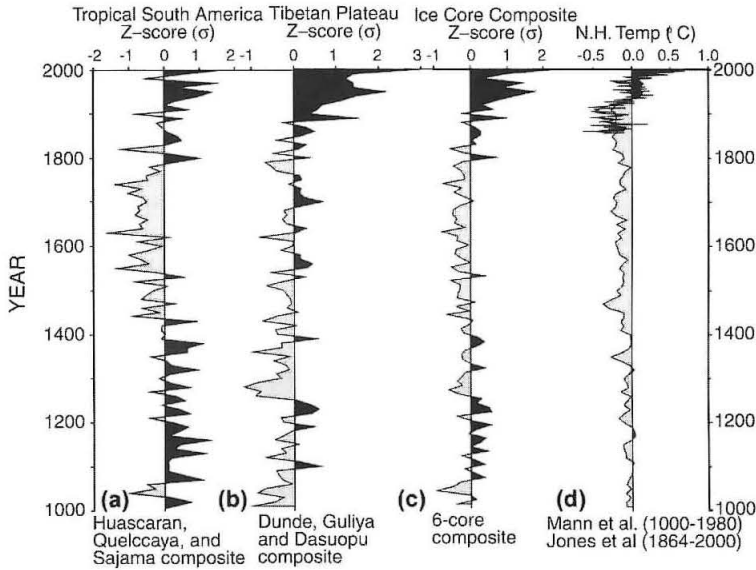 Tropical South America Tibetan Plateau Ice Core Composite
Z-score (σ) Z-score (σ) Z-score (σ) N.H. Temp (°C)
-2 -1 0 1 2 -1 0 1 2 3 -1 0 1 2 -0.5 0.0 0.5 1.0
2000 2000
1800 1800
1600 1600
YEAR
1400 1400
1200 1200
1000 (a) (b) (c) (d) 1000
Huascaran, Dunde, Guliya 6-core Mann et al. (1000-1980)
Quelccaya, and and Dasuopu composite Jones et al (1864-2000)
Sajama composite composite